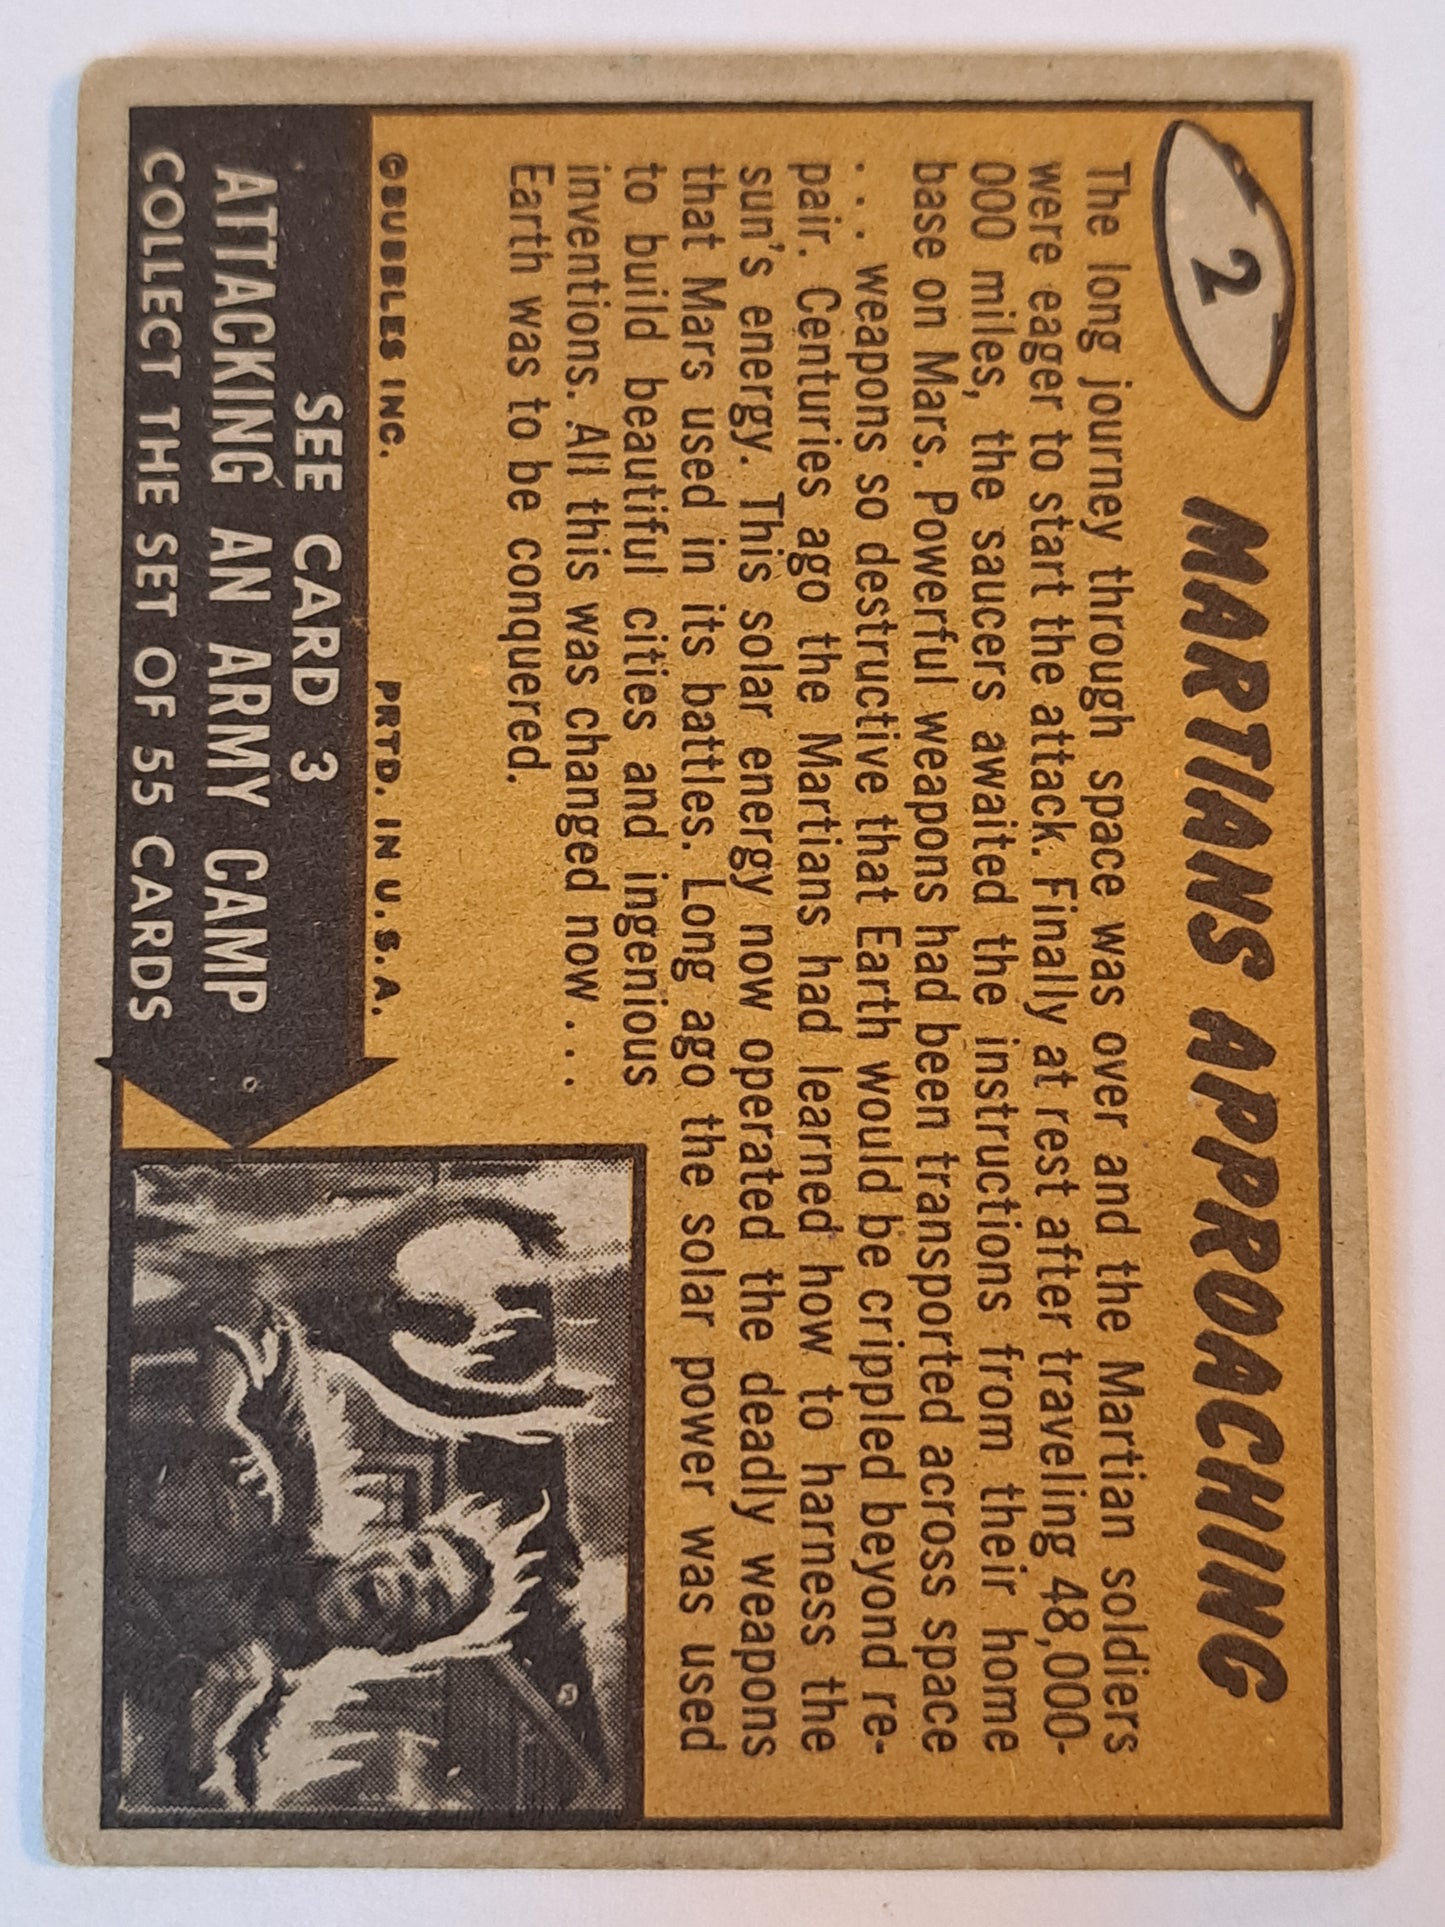 2
MARTIANS APPROACHING
The long journey through space was over and the Martian soldiers
were eager to start the attack. Finally at rest after traveling 48,000-
000 miles, the saucers awaited the instructions from their home
base on Mars. Powerful weapons had been transported across space
. . . weapons so destructive that Earth would be crippled beyond re-
pair. Centuries ago the Martians had learned how to harness the
sun's energy. This solar energy now operated the deadly weapons
that Mars used in its battles. Long ago the solar power was used
to build beautiful cities and ingenious
inventions. All this was changed now . . .
Earth was to be conquered.
©BUBBLES INC. PRTD. IN U.S.A.
SEE CARD 3
ATTACKING AN ARMY CAMP
COLLECT THE SET OF 55 CARDS